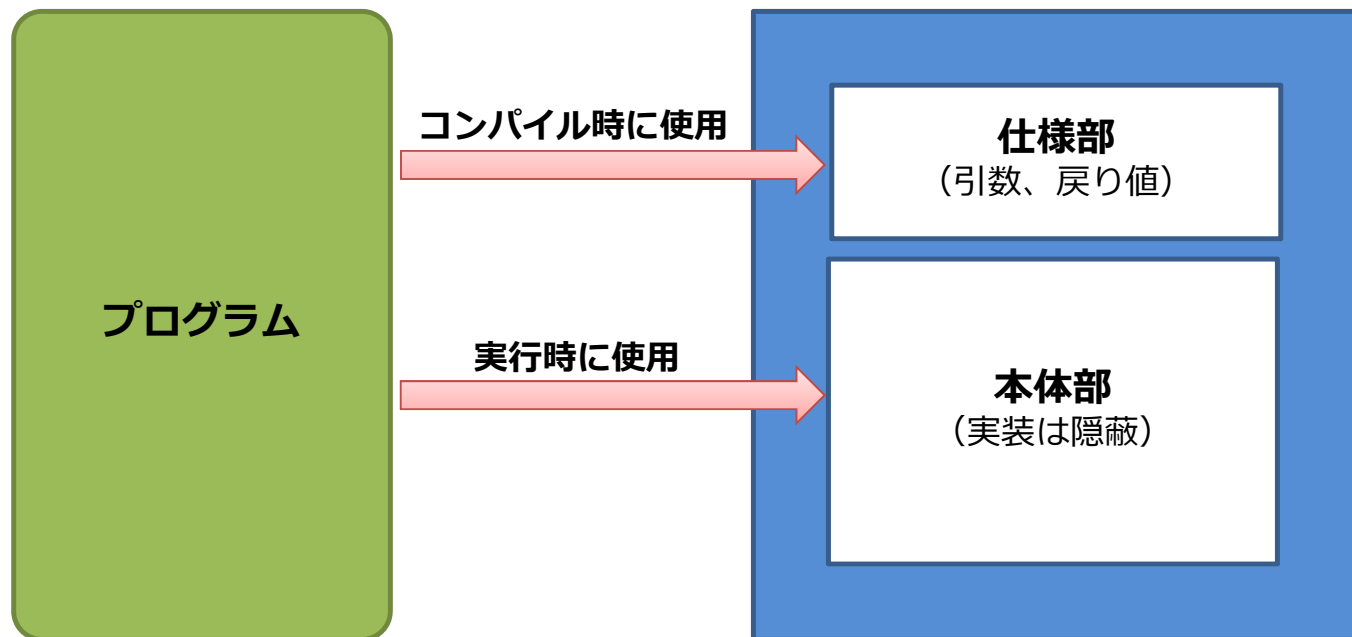 コンパイル時に使用
仕様部
（引数、戻り値）
プログラム
実行時に使用
本体部
（実装は隠蔽）